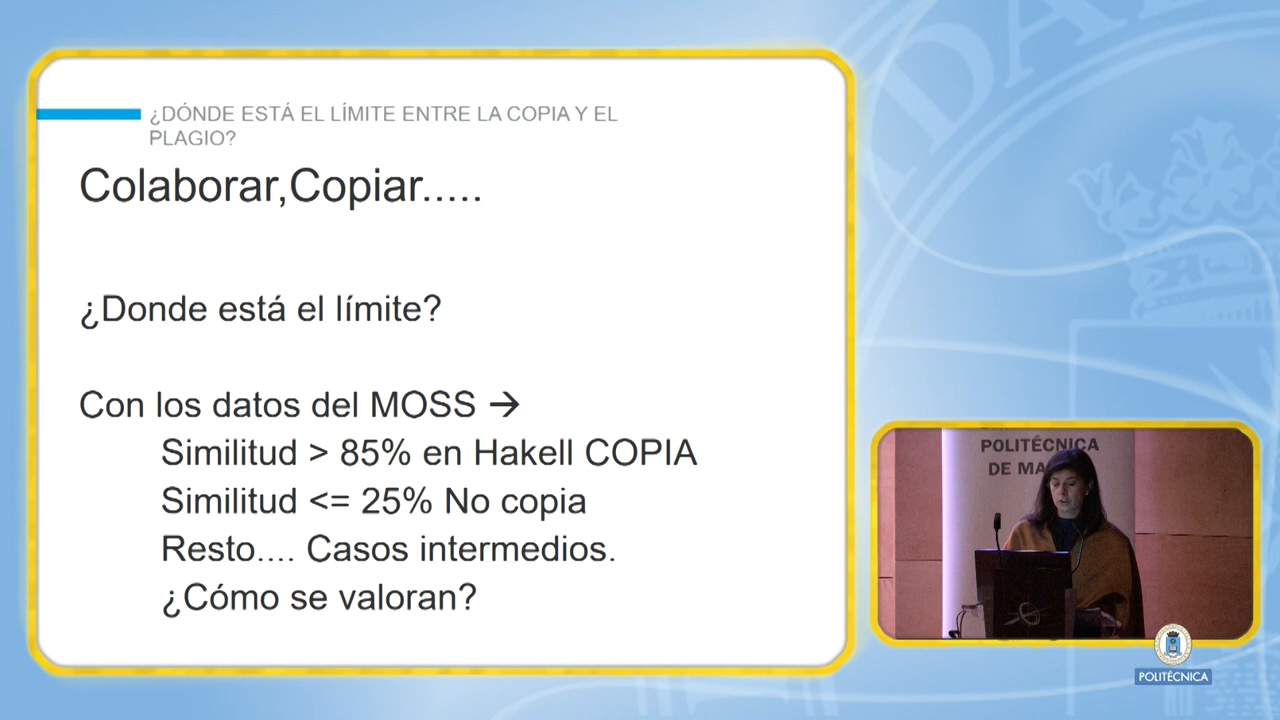 ¿DÓNDE ESTÁ EL LÍMITE ENTRE LA COPIA Y EL
PLAGIO?
Colaborar,Copiar.....
¿Donde está el límite?
Con los datos del MOSS →
Similitud > 85% en Hakell COPIA
Similitud <= 25% No copia
Resto.... Casos intermedios.
¿Cómo se valoran?
POLITÉCNICA
DE MA
POLITÉCNICA